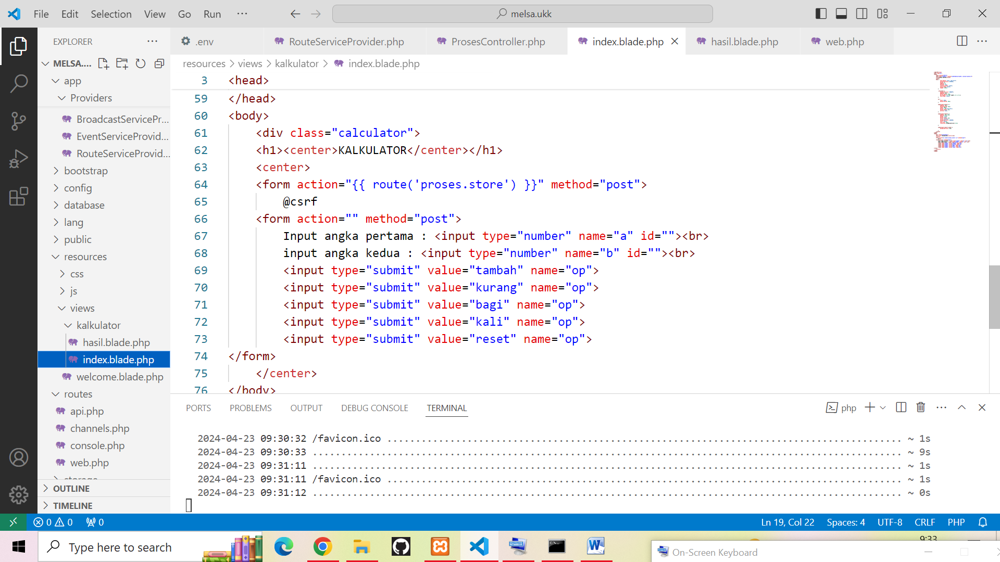 File Edit Selection View Go Run ···
melsa.ukk
EXPLORER ···
.env RouteServiceProvider.php ProsesController.php index.blade.php hasil.blade.php web.php
MELSA....
resources > views > kalkulator > index.blade.php
app
Providers
BroadcastServicePr...
EventServiceProvid...
RouteServiceProvid...
bootstrap
config
database
lang
public
resources
css
js
views
kalkulator
hasil.blade.php
index.blade.php
welcome.blade.php
routes
api.php
channels.php
console.php
web.php
storage
OUTLINE
TIMELINE
3 <head>
59 </head>
60 <body>
61 <div class="calculator">
62 <h1><center>KALKULATOR</center></h1>
63 <center>
64 <form action="{{ route('proses.store') }}" method="post">
65 @csrf
66 <form action="" method="post">
67 Input angka pertama : <input type="number" name="a" id=""><br>
68 input angka kedua : <input type="number" name="b" id=""><br>
69 <input type="submit" value="tambah" name="op">
70 <input type="submit" value="kurang" name="op">
71 <input type="submit" value="bagi" name="op">
72 <input type="submit" value="kali" name="op">
73 <input type="submit" value="reset" name="op">
74 </form>
75 </center>
76 </body>
PORTS PROBLEMS OUTPUT DEBUG CONSOLE TERMINAL
php
2024-04-23 09:30:32 /favicon.ico .......................................................................................... ~ 1s
2024-04-23 09:30:33 ....................................................................................................... ~ 9s
2024-04-23 09:31:11 ....................................................................................................... ~ 1s
2024-04-23 09:31:11 /favicon.ico .......................................................................................... ~ 1s
2024-04-23 09:31:12 ....................................................................................................... ~ 0s
0 0 0
Ln 19, Col 22 Spaces: 4 UTF-8 CRLF PHP
Type here to search
9:33
On-Screen Keyboard